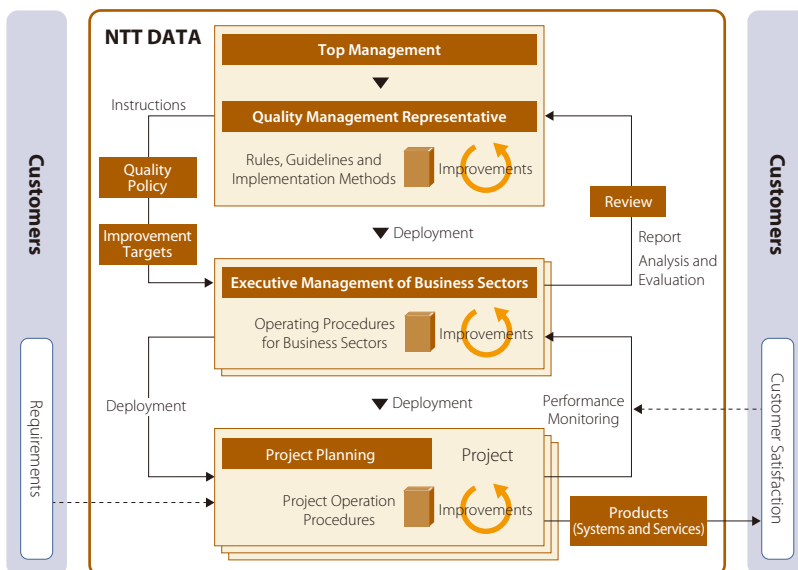 NTT DATA
Top Management
Instructions
Quality Management Representative
Customers
Quality
Policy
Rules, Guidelines and
Implementation Methods
Improvements
Review
Customers
Improvement
Targets
Deployment
Report
Analysis and
Evaluation
Executive Management of Business Sectors
Operating Procedures
for Business Sectors
Improvements
Requirements
Deployment
Deployment
Performance
Monitoring
Customer Satisfaction
Project Planning
Project
Project Operation
Procedures
Improvements
Products
(Systems and Services)